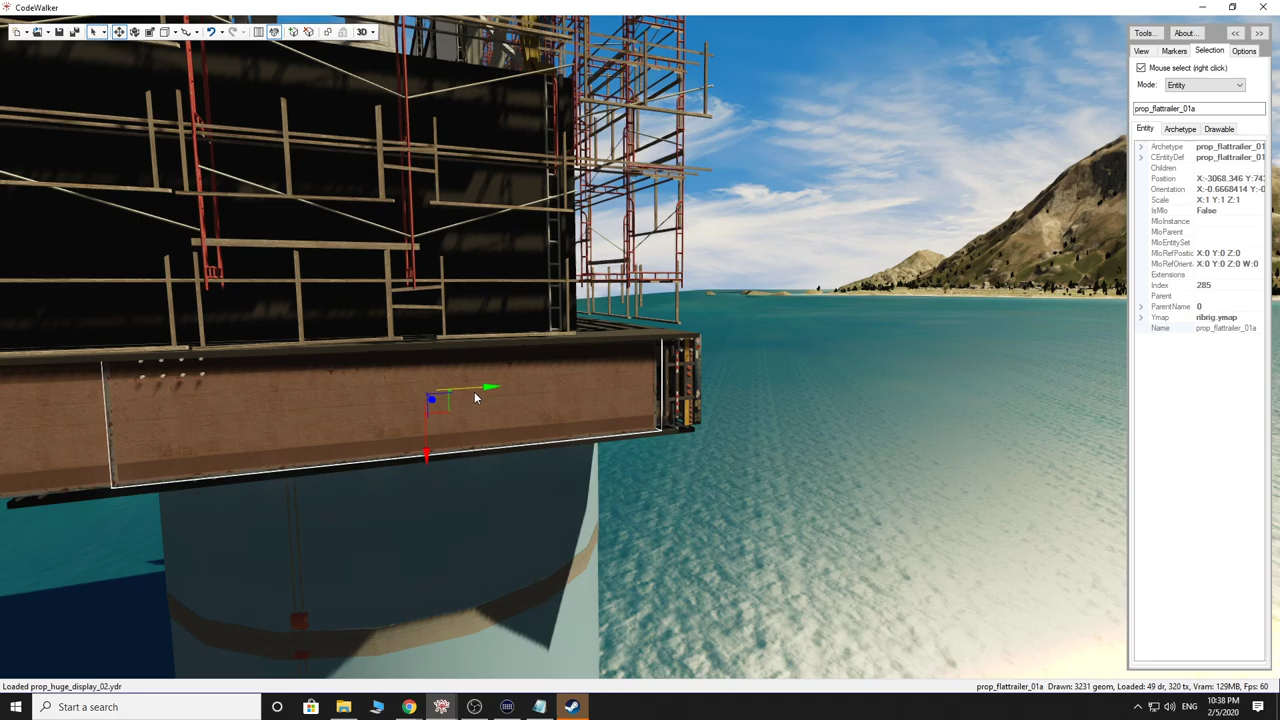 CodeWalker
3D
Tools...
About...
<<
>>
View
Markers
Selection
Options
Mouse select (right click)
Mode:
Entity
prop_flattrailer_01a
Entity
Archetype
Drawable
Archetype prop_flattrailer_01
CEntityDef prop_flattrailer_01
Children
Position X:-3068.346 Y:74
Orientation X:-0.6668414 Y:-0
Scale X:1 Y:1 Z:1
IsMlo False
MloInstance
MloParent
MloEntitySet
MloRefPositic X:0 Y:0 Z:0
MloRefOrient X:0 Y:0 Z:0 W:0
Extensions
Index 285
Parent
ParentName 0
Ymap
Name prop_flattrailer_01a
Loaded prop_huge_display_02.ydr
prop_flattrailer_01a Drawn: 3231 geom, Loaded: 49 dr, 320 tx, Vram: 129MB, Fps: 60
Start a search
ENG
10:38 PM
2/5/2020